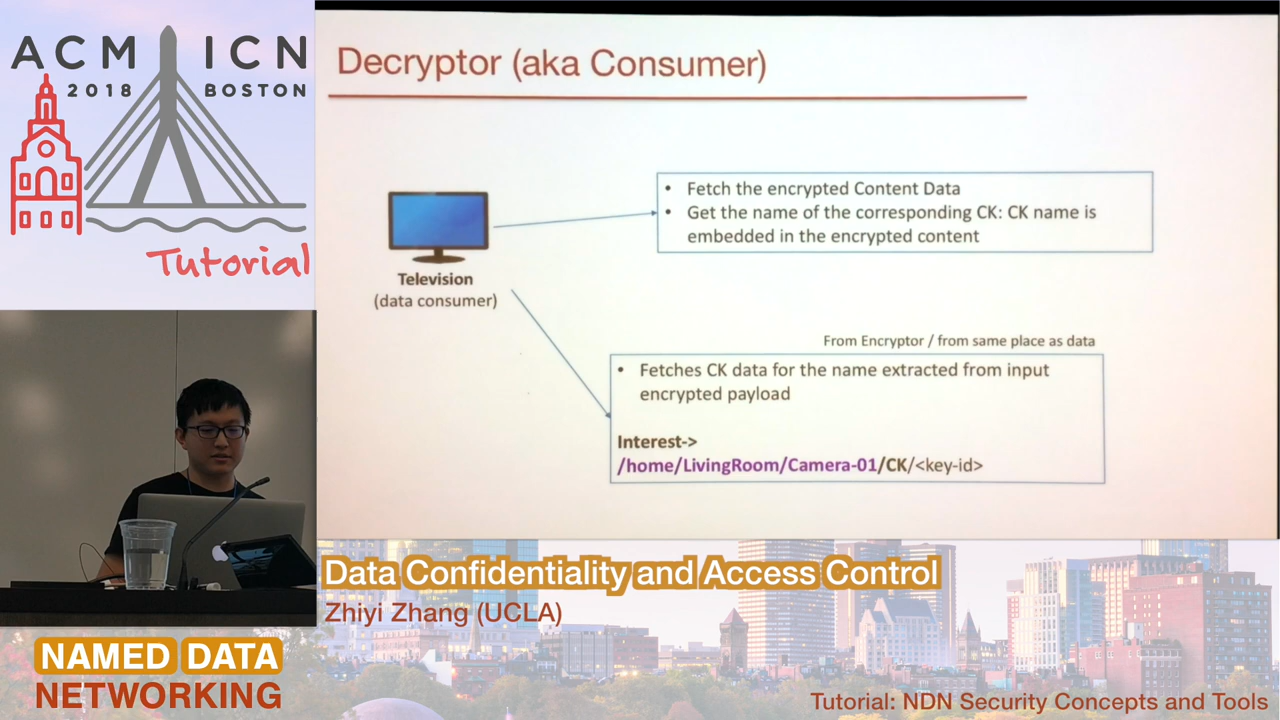 ACM ICN
2018 BOSTON
Tutorial
Decryptor (aka Consumer)
• Fetch the encrypted Content Data
• Get the name of the corresponding CK: CK name is
embedded in the encrypted content
Television
(data consumer)
From Encryptor / from same place as data
• Fetches CK data for the name extracted from input
encrypted payload
Interest->
/home/LivingRoom/Camera-01/CK/<key-id>
Data Confidentiality and Access Control
Zhiyi Zhang (UCLA)
NAMED DATA
NETWORKING
Tutorial: NDN Security Concepts and Tools